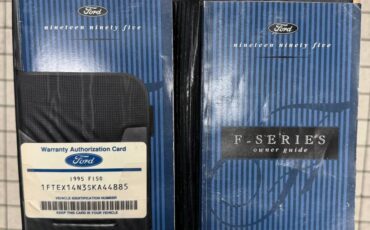 Ford
nineteen ninety five
Warranty Authorization Card
Ford
1995 F150
1FTEX14N3SKA44885
VEHICLE IDENTIFICATION NUMBER
KEEP THIS CARD IN YOUR VEHICLE
Ford
nineteen ninety five
F-SERIES
owner guide